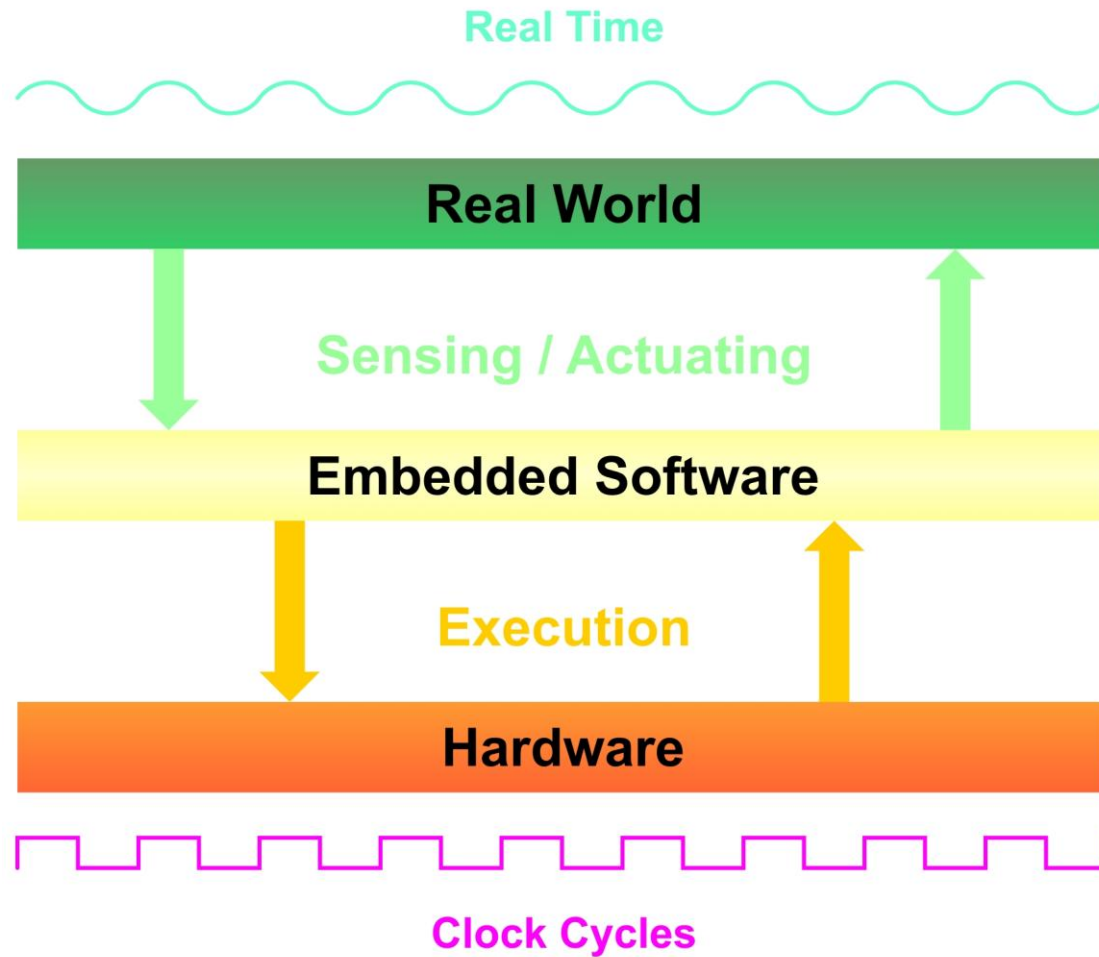 Real Time
Real World
Sensing / Actuating
Embedded Software
Execution
Hardware
Clock Cycles